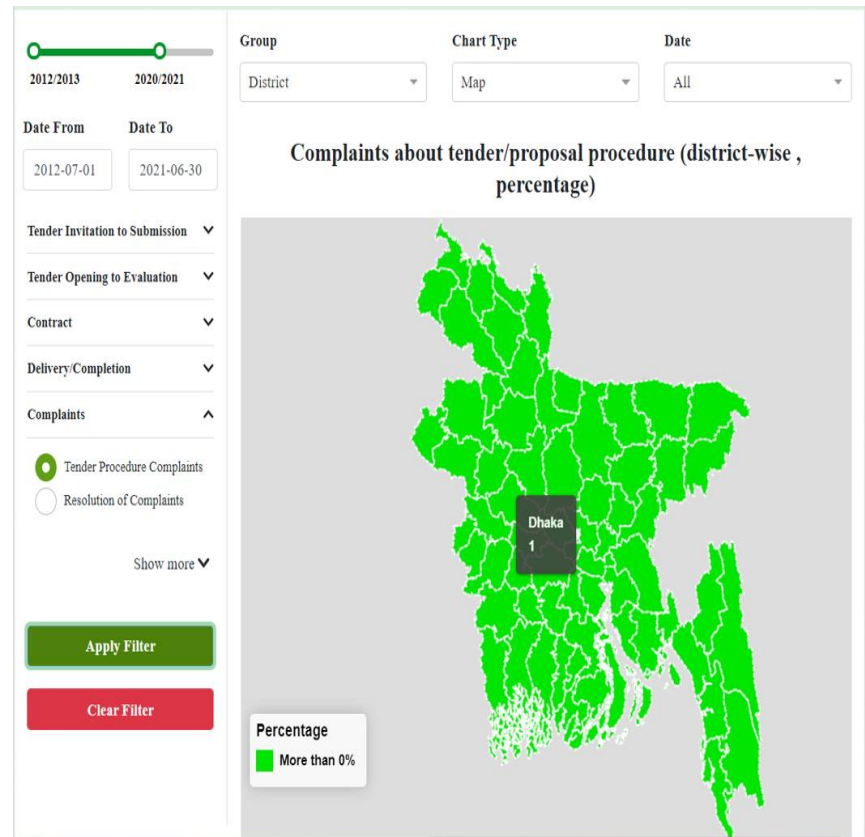 2012/2013
2020/2021
Date From
Date To
2012-07-01
2021-06-30
Tender Invitation to Submission
Tender Opening to Evaluation
Contract
Delivery/Completion
Complaints
Tender Procedure Complaints
Resolution of Complaints
Show more
Apply Filter
Clear Filter
Group
Chart Type
Date
District
Map
All
Complaints about tender/proposal procedure (district-wise ,
percentage)
Dhaka
1
Percentage
More than 0%